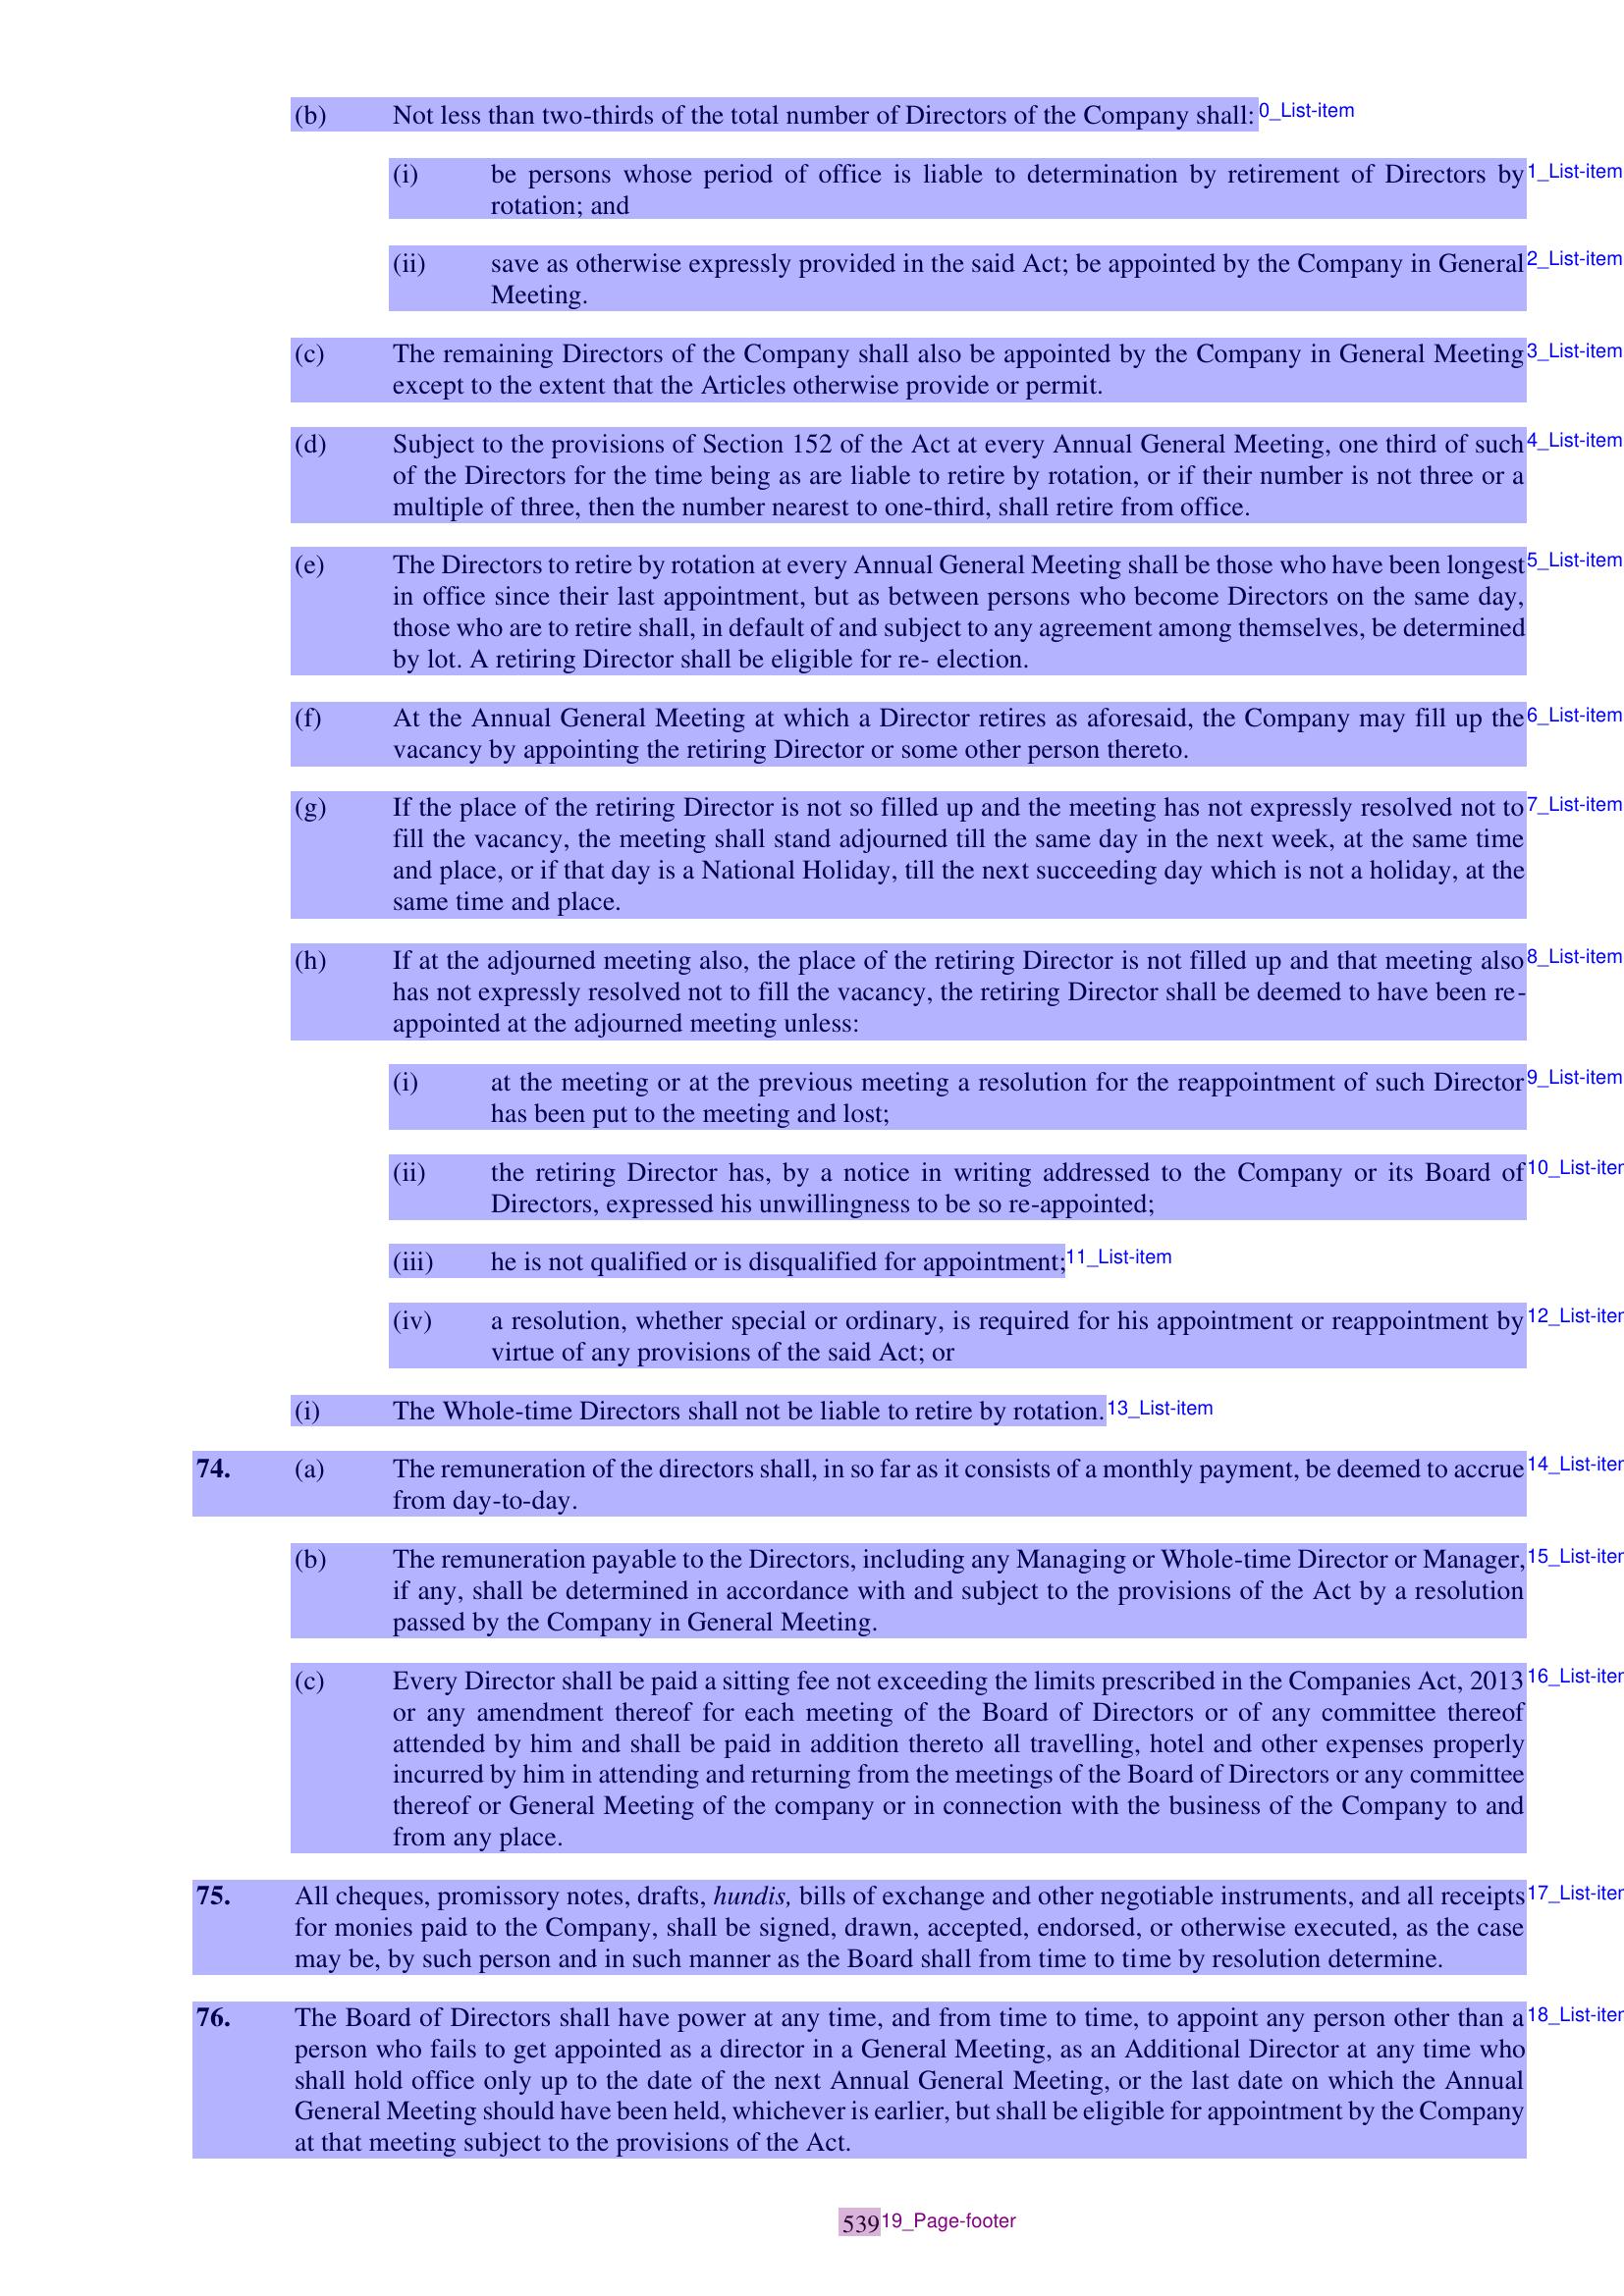 (b) Not less than two-thirds of the total number of Directors of the Company shall: 0_List-item
(i) be persons whose period of office is liable to determination by retirement of Directors by 1_List-item
rotation; and
(ii) save as otherwise expressly provided in the said Act; be appointed by the Company in General 2_List-item
Meeting.
(c) The remaining Directors of the Company shall also be appointed by the Company in General Meeting 3_List-item
except to the extent that the Articles otherwise provide or permit.
(d) Subject to the provisions of Section 152 of the Act at every Annual General Meeting, one third of such 4_List-item
of the Directors for the time being as are liable to retire by rotation, or if their number is not three or a
multiple of three, then the number nearest to one-third, shall retire from office.
(e) The Directors to retire by rotation at every Annual General Meeting shall be those who have been longest 5_List-item
in office since their last appointment, but as between persons who become Directors on the same day,
those who are to retire shall, in default of and subject to any agreement among themselves, be determined
by lot. A retiring Director shall be eligible for re- election.
(f) At the Annual General Meeting at which a Director retires as aforesaid, the Company may fill up the 6_List-item
vacancy by appointing the retiring Director or some other person thereto.
(g) If the place of the retiring Director is not so filled up and the meeting has not expressly resolved not to 7_List-item
fill the vacancy, the meeting shall stand adjourned till the same day in the next week, at the same time
and place, or if that day is a National Holiday, till the next succeeding day which is not a holiday, at the
same time and place.
(h) If at the adjourned meeting also, the place of the retiring Director is not filled up and that meeting also 8_List-item
has not expressly resolved not to fill the vacancy, the retiring Director shall be deemed to have been re-
appointed at the adjourned meeting unless:
(i) at the meeting or at the previous meeting a resolution for the reappointment of such Director 9_List-item
has been put to the meeting and lost;
(ii) the retiring Director has, by a notice in writing addressed to the Company or its Board of 10_List-iter
Directors, expressed his unwillingness to be so re-appointed;
(iii) he is not qualified or is disqualified for appointment; 11_List-item
(iv) a resolution, whether special or ordinary, is required for his appointment or reappointment by 12_List-iter
virtue of any provisions of the said Act; or
(i) The Whole-time Directors shall not be liable to retire by rotation. 13_List-item
74. (a) The remuneration of the directors shall, in so far as it consists of a monthly payment, be deemed to accrue 14_List-iter
from day-to-day.
(b) The remuneration payable to the Directors, including any Managing or Whole-time Director or Manager, 15_List-iter
if any, shall be determined in accordance with and subject to the provisions of the Act by a resolution
passed by the Company in General Meeting.
(c) Every Director shall be paid a sitting fee not exceeding the limits prescribed in the Companies Act, 2013 16_List-iter
or any amendment thereof for each meeting of the Board of Directors or of any committee thereof
attended by him and shall be paid in addition thereto all travelling, hotel and other expenses properly
incurred by him in attending and returning from the meetings of the Board of Directors or any committee
thereof or General Meeting of the company or in connection with the business of the Company to and
from any place.
75. All cheques, promissory notes, drafts, hundis, bills of exchange and other negotiable instruments, and all receipts 17_List-iter
for monies paid to the Company, shall be signed, drawn, accepted, endorsed, or otherwise executed, as the case
may be, by such person and in such manner as the Board shall from time to time by resolution determine.
76. The Board of Directors shall have power at any time, and from time to time, to appoint any person other than a 18_List-iter
person who fails to get appointed as a director in a General Meeting, as an Additional Director at any time who
shall hold office only up to the date of the next Annual General Meeting, or the last date on which the Annual
General Meeting should have been held, whichever is earlier, but shall be eligible for appointment by the Company
at that meeting subject to the provisions of the Act.
539 19_Page-footer